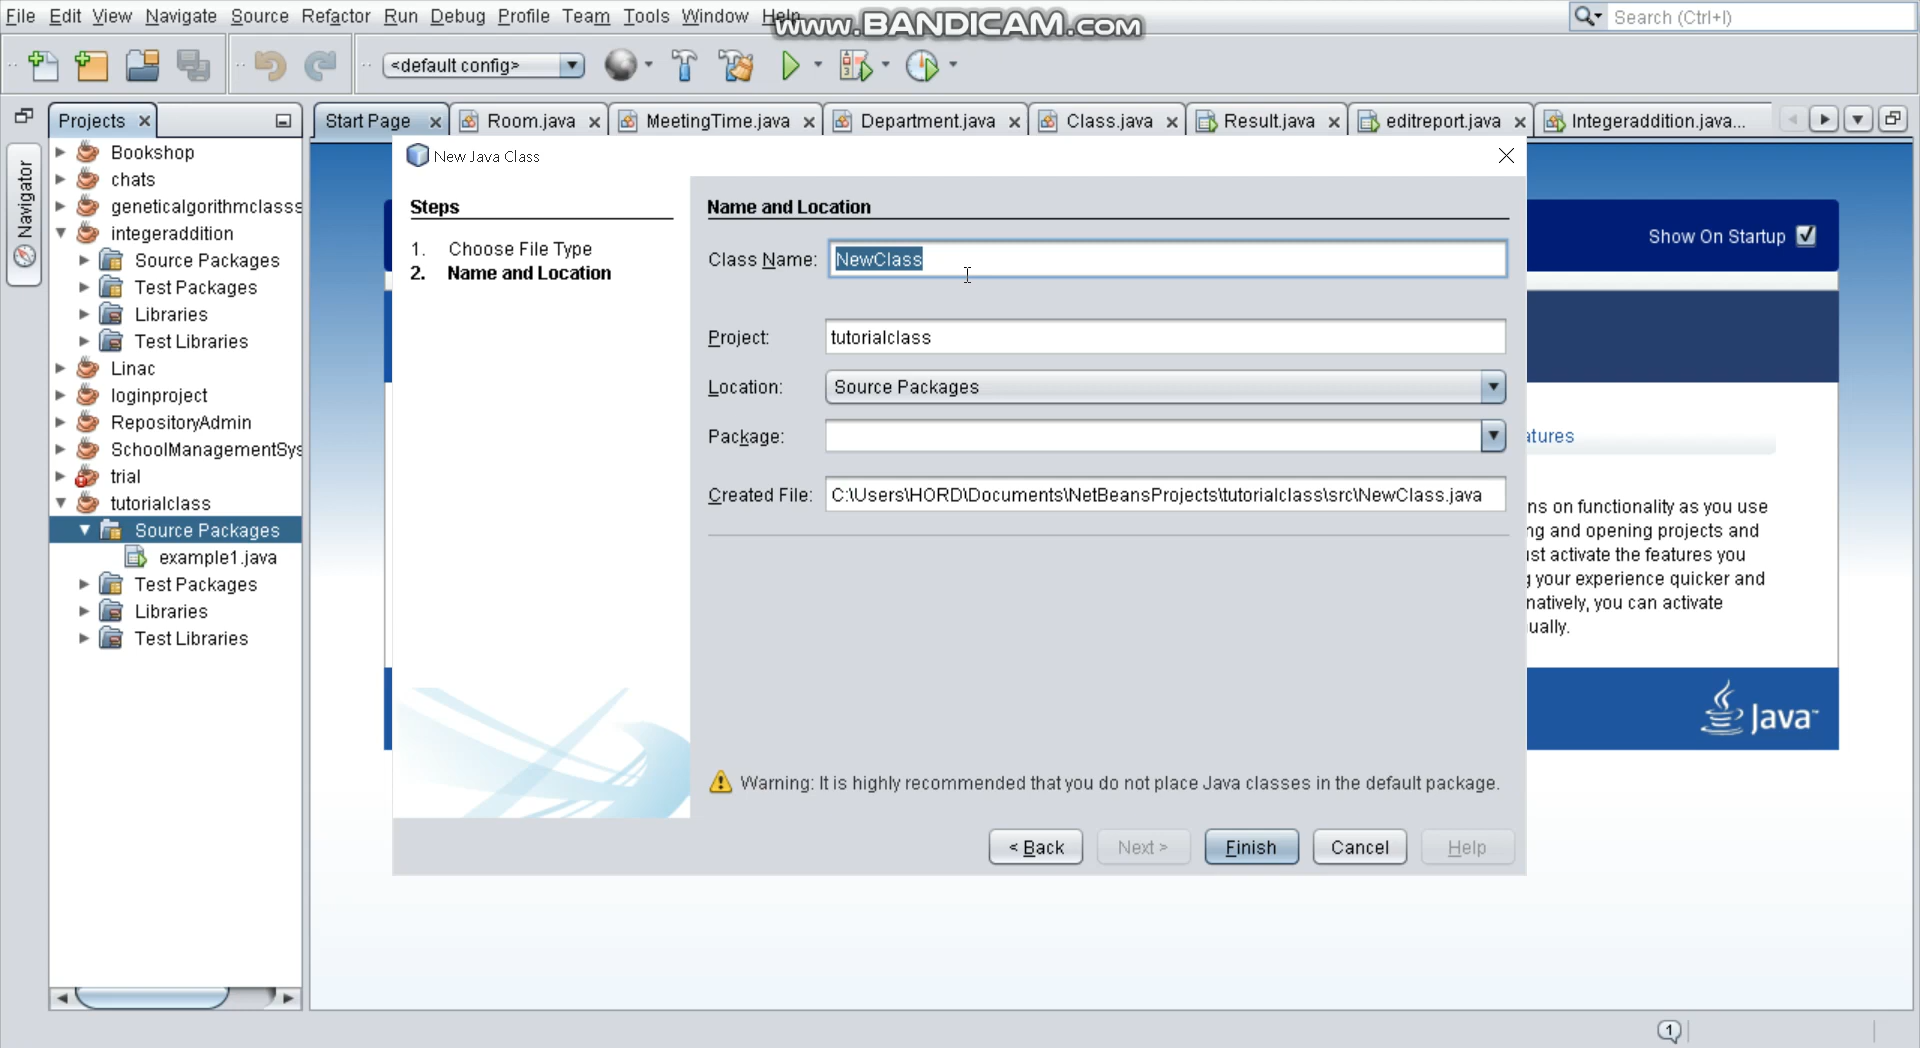 File Edit View Navigate Source Refactor Run Debug Profile Team Tools Window Help
www.BANDICAM.com
Search (Ctrl+I)
<default config>
Projects
Start Page
Room.java
MeetingTime.java
Department.java
Class.java
Result.java
editreport.java
Integeraddition.java...
Navigator
Bookshop
chats
geneticalgorithmclasss
integeraddition
Source Packages
Test Packages
Libraries
Test Libraries
Linac
loginproject
RepositoryAdmin
SchoolManagementSys
trial
tutorialclass
Source Packages
example1.java
Test Packages
Libraries
Test Libraries
New Java Class
Steps
1. Choose File Type
2. Name and Location
Name and Location
Class Name: NewClass
Project: tutorialclass
Location: Source Packages
Package:
Created File: C:\Users\HORD\Documents\NetBeansProjects\tutorialclass\src\NewClass.java
Warning: It is highly recommended that you do not place Java classes in the default package.
< Back
Next >
Finish
Cancel
Help
Show On Startup
atures
ns on functionality as you use
ng and opening projects and
ust activate the features you
g your experience quicker and
natively, you can activate
ually.
Java™
1